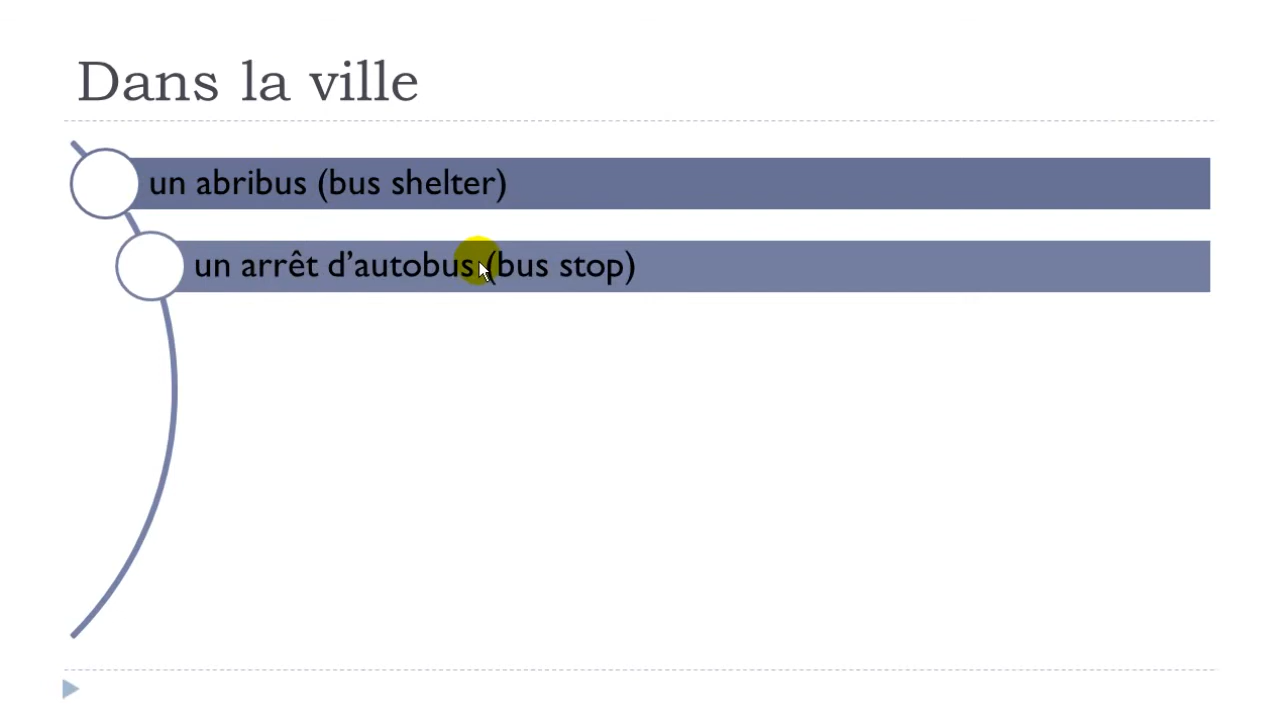 Dans la ville
un abribus (bus shelter)
un arrêt d’autobus (bus stop)